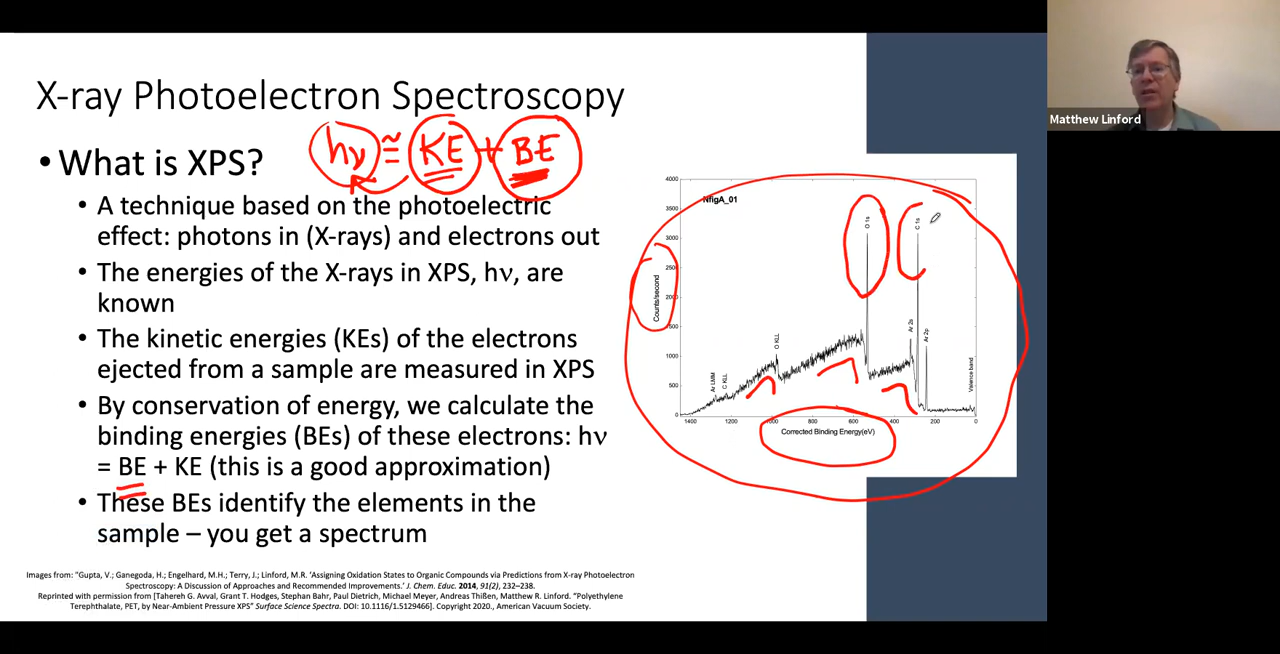 X-ray Photoelectron Spectroscopy
Matthew Linford
hν ≅ KE + BE
• What is XPS?
• A technique based on the photoelectric
effect: photons in (X-rays) and electrons out
• The energies of the X-rays in XPS, hν, are
known
• The kinetic energies (KEs) of the electrons
ejected from a sample are measured in XPS
• By conservation of energy, we calculate the
binding energies (BEs) of these electrons: hν
= BE + KE (this is a good approximation)
• These BEs identify the elements in the
sample – you get a spectrum
NfigA_01
4000
3500
3000
2500
2000
1500
1000
500
0
Counts/second
Ar LMM
C KLL
O KLL
O 1s
Ar 2s
C 1s
Ar 2p
Valence band
1400
1200
1000
800
600
400
200
0
Corrected Binding Energy(eV)
Images from: "Gupta, V.; Ganegoda, H.; Engelhard, M.H.; Terry, J.; Linford, M.R. 'Assigning Oxidation States to Organic Compounds via Predictions from X-ray Photoelectron
Spectroscopy: A Discussion of Approaches and Recommended Improvements.' J. Chem. Educ. 2014, 91(2), 232–238.
Reprinted with permission from [Tahereh G. Avval, Grant T. Hodges, Stephan Bahr, Paul Dietrich, Michael Meyer, Andreas Thißen, Matthew R. Linford. "Polyethylene
Terephthalate, PET, by Near-Ambient Pressure XPS" Surface Science Spectra. DOI: 10.1116/1.5129466]. Copyright 2020., American Vacuum Society.